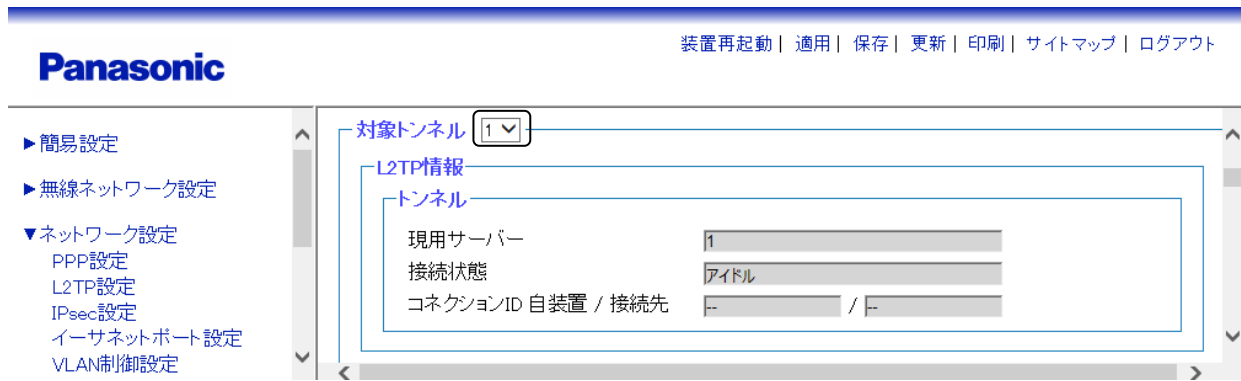 Panasonic
装置再起動 | 適用 | 保存 | 更新 | 印刷 | サイトマップ | ログアウト
▶簡易設定
▶無線ネットワーク設定
▼ネットワーク設定
PPP設定
L2TP設定
IPsec設定
イーサネットポート設定
VLAN制御設定
対象トンネル 1
L2TP情報
トンネル
現用サーバー 1
接続状態 アイドル
コネクションID 自装置 / 接続先 -- / --